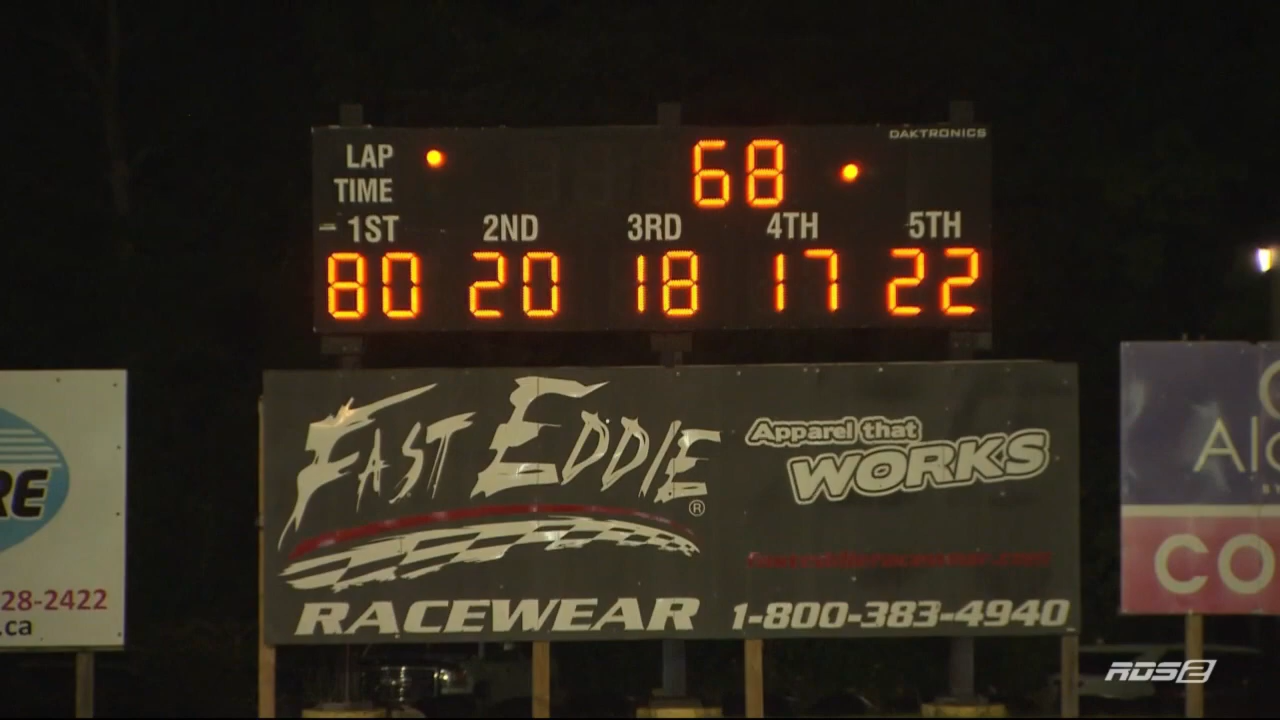 DAKTRONICS
LAP 68
TIME
1ST 2ND 3RD 4TH 5TH
80 20 18 17 22
FAST EDDIE ®
RACEWEAR
Apparel that
WORKS
1-800-383-4940
RE
28-2422
.ca
Alo
CO
RDS2